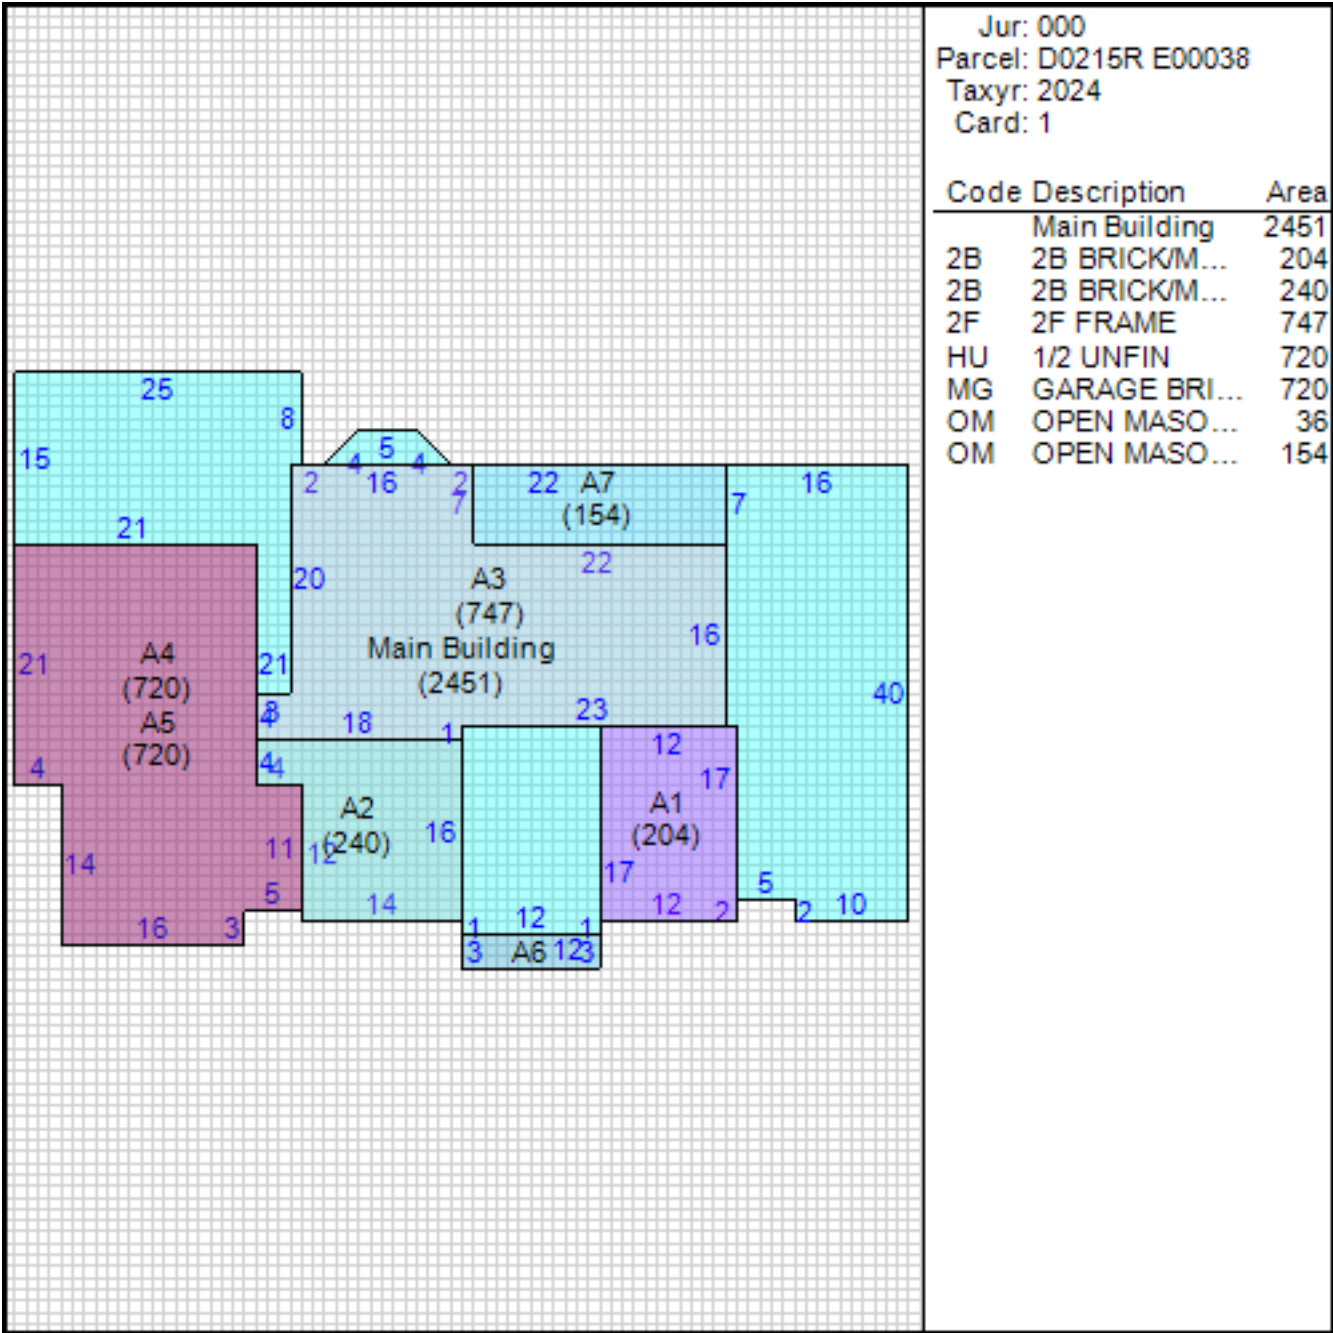 Jur: 000
Parcel: D0215R E00038
Taxyr: 2024
Card: 1
Code Description Area
Main Building 2451
2B 2B BRICK/M... 204
2B 2B BRICK/M... 240
2F 2F FRAME 747
HU 1/2 UNFIN 720
MG GARAGE BRI... 720
OM OPEN MASO... 36
OM OPEN MASO... 154
25
8
15
5
4 4
2 16 2
7
22 A7
(154)
7
16
21
22
20
A3
(747)
Main Building
(2451)
16
21
A4
(720)
A5
(720)
21
40
8
4
18
1
23
4
4
4
12
17
A2
(240)
12
16
A1
(204)
14
11
17
5
5
14
12
2
2
10
16
3
1
12
1
3
A6
12
3